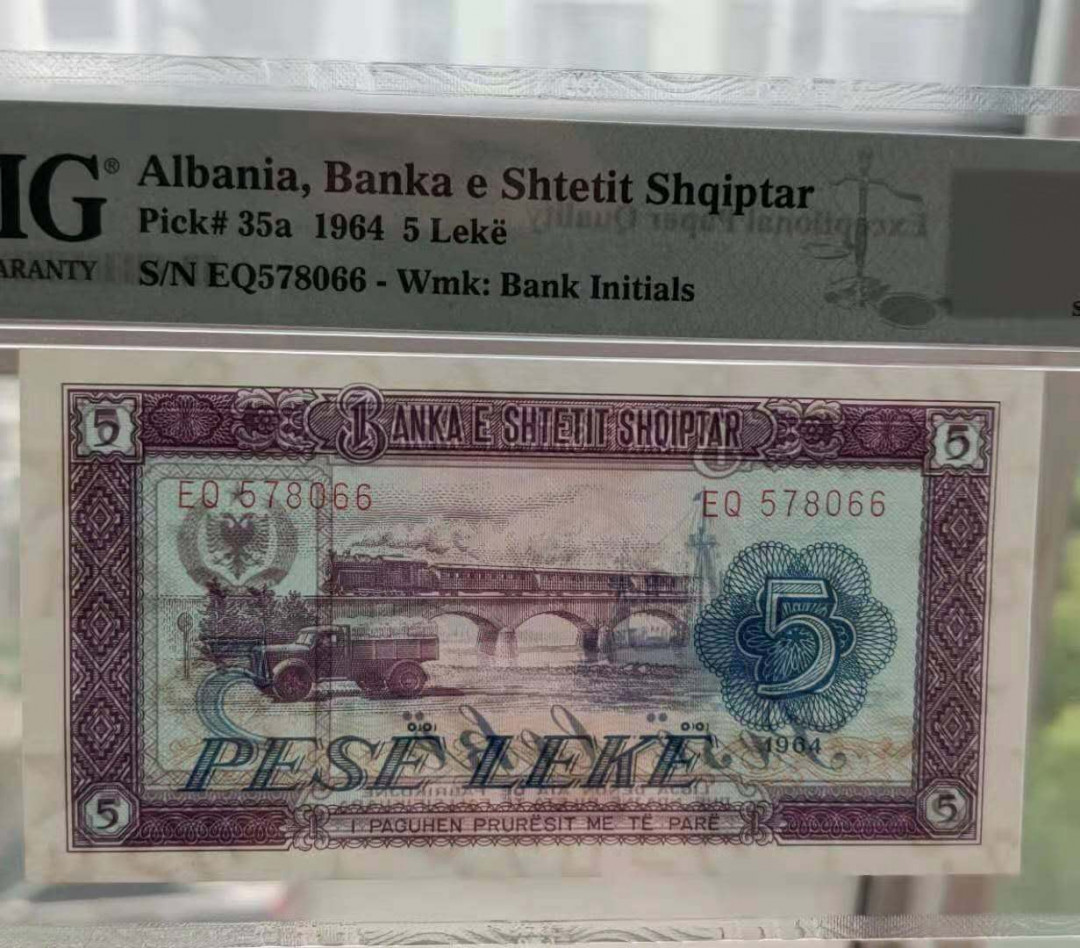 IG®
ARANTY
Albania, Banka e Shtetit Shqiptar
Pick# 35a 1964 5 Lekë
S/N EQ578066 - Wmk: Bank Initials
Exceptional Paper Quality
5 BANKA E SHTETIT SHQIPTAR 5
EQ 578066 EQ 578066
5
1964
PESË LEKË
5 I PAGUHEN PRURËSIT ME TË PARË 5